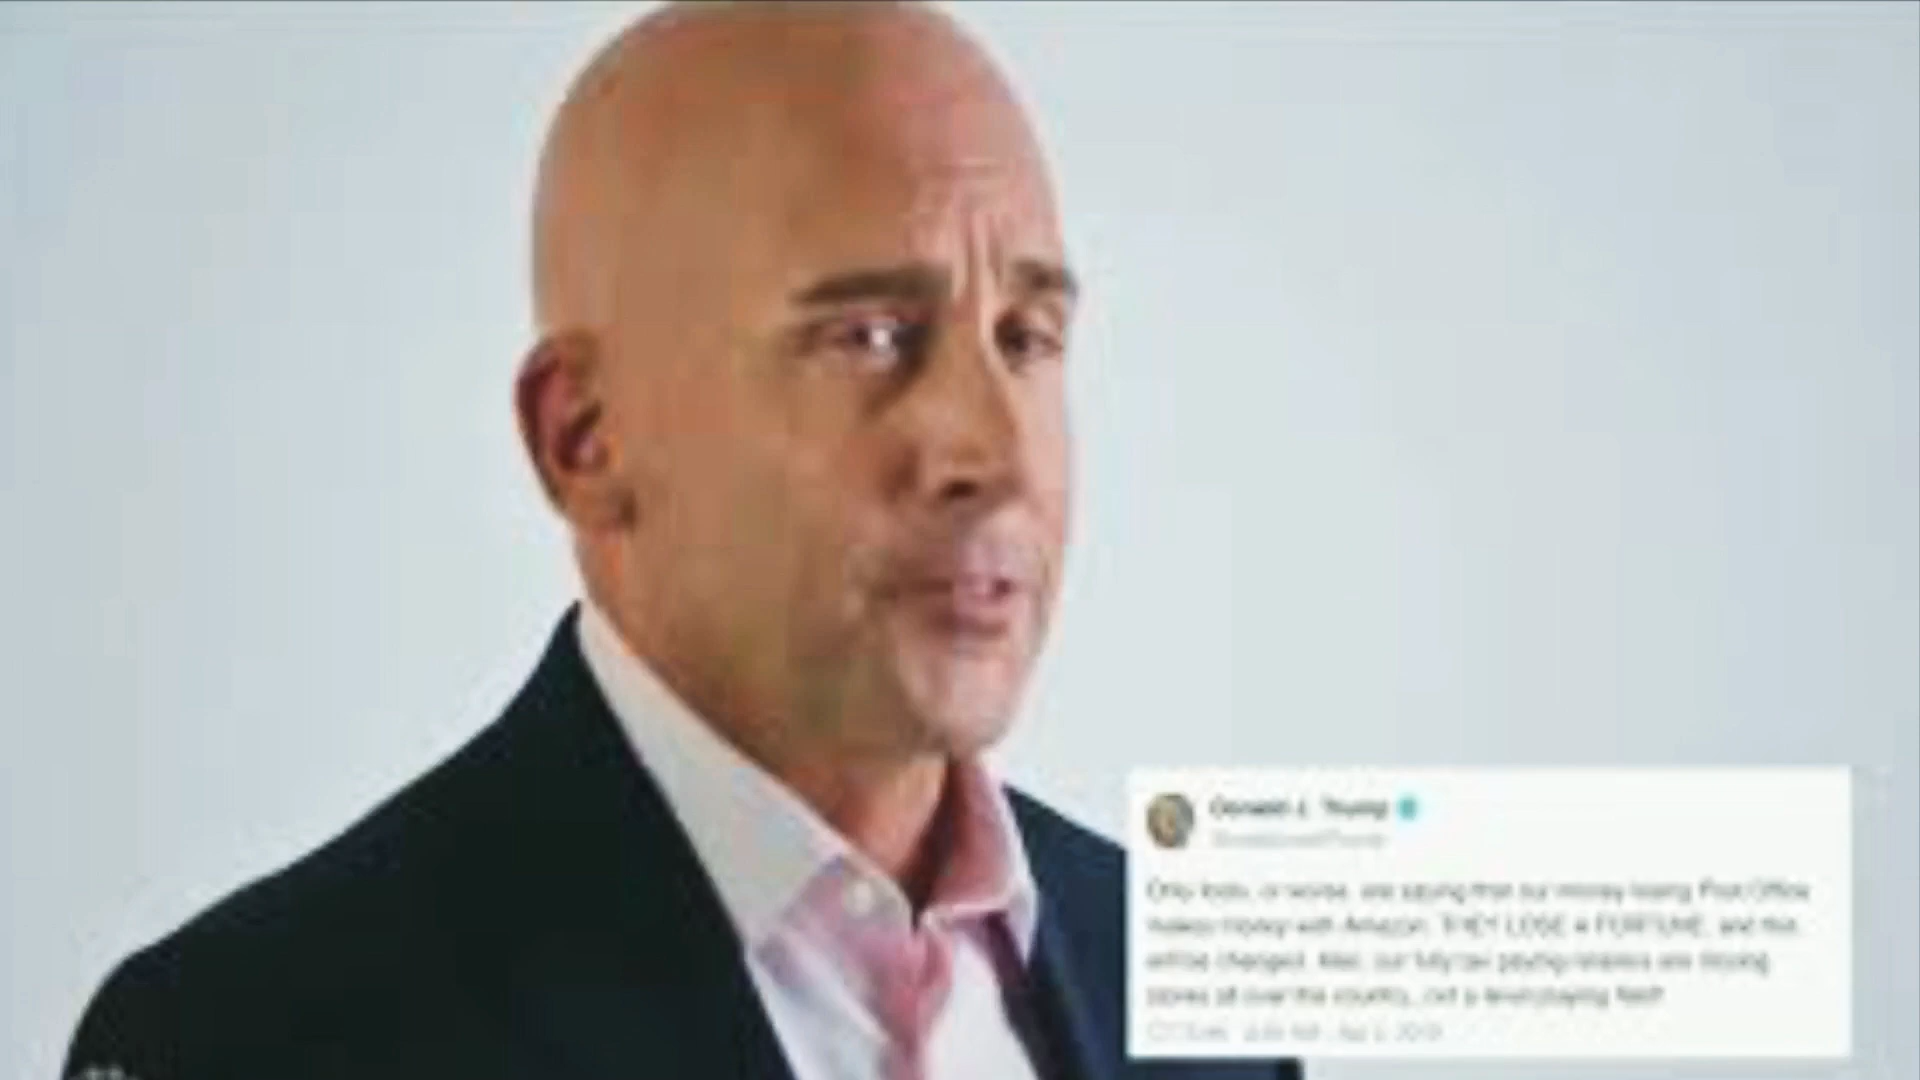 Donald J. Trump
Only fools, or worse, are saying that our money losing Post Office
makes money with Amazon. THEY LOSE A FORTUNE, and this
will be changed. Also, our fully tax paying retailers are closing
stores all over the country...not a level playing field!